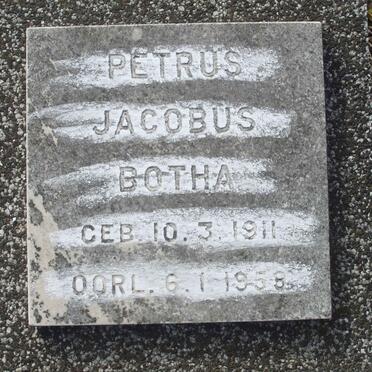 PETRUS
JACOBUS
BOTHA
GEB. 10. 3. 1911
OORL. 6. 1. 1958